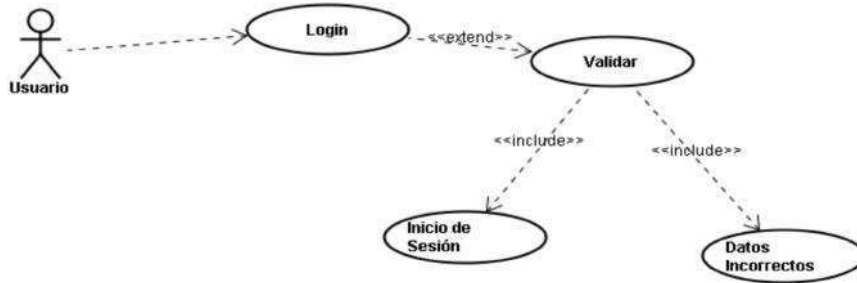 Login
<<extend>>
Validar
Usuario
<<include>>
<<include>>
Inicio de
Sesión
Datos
Incorrectos